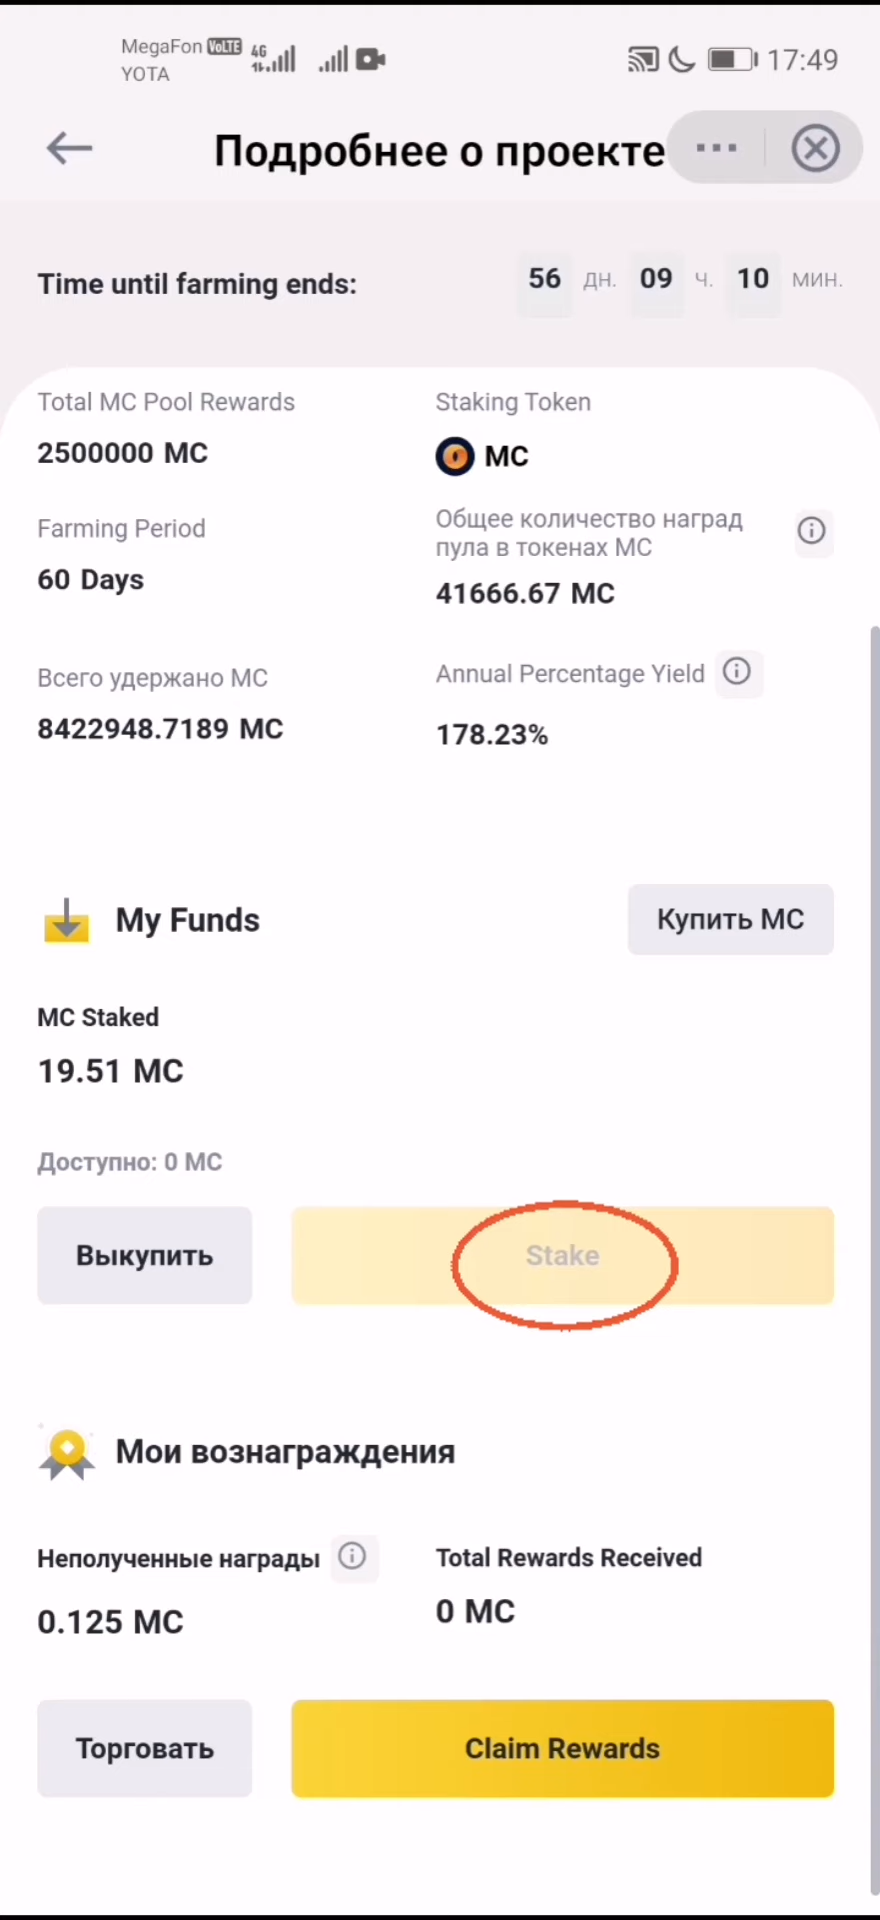 MegaFon VoLTE 4G 17:49
YOTA
Подробнее о проекте
Time until farming ends: 56 дн. 09 ч. 10 мин.
Total MC Pool Rewards
2500000 MC
Staking Token
MC
Farming Period
60 Days
Общее количество наград
пула в токенах MC
41666.67 MC
Всего удержано MC
8422948.7189 MC
Annual Percentage Yield
178.23%
My Funds
Купить MC
MC Staked
19.51 MC
Доступно: 0 MC
Выкупить
Stake
Мои вознаграждения
Неполученные награды
0.125 MC
Total Rewards Received
0 MC
Торговать
Claim Rewards